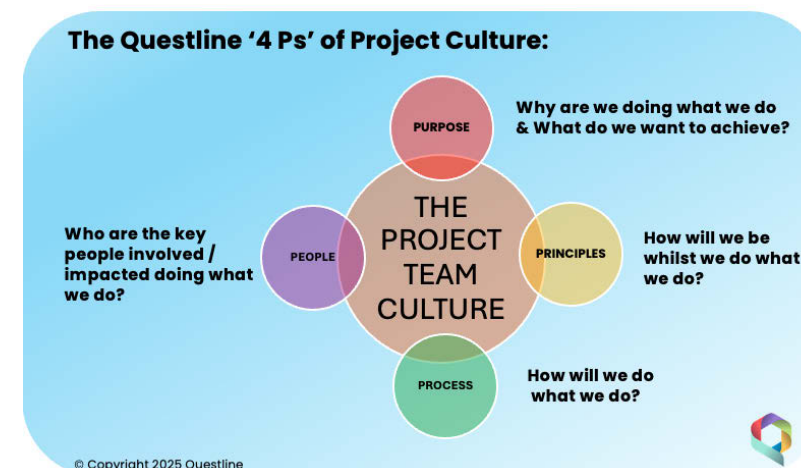 The Questline ‘4 Ps’ of Project Culture:
PURPOSE
Why are we doing what we do
& What do we want to achieve?
THE
PROJECT
TEAM
CULTURE
Who are the key
people involved /
impacted doing what
we do?
PEOPLE
PRINCIPLES
How will we be
whilst we do what
we do?
PROCESS
How will we do
what we do?
© Copyright 2025 Questline